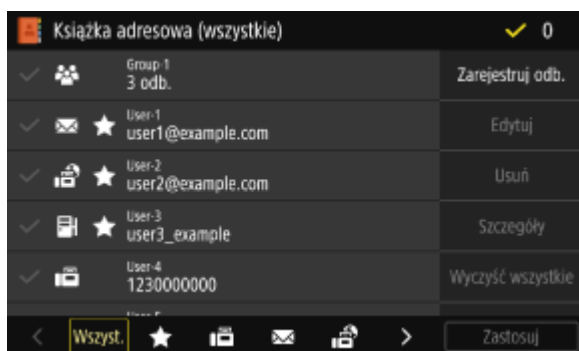 Książka adresowa (wszystkie)
0
Group-1
3 odb.
Zarejestruj odb.
User-1
user1@example.com
Edytuj
User-2
user2@example.com
Usuń
User-3
user3_example
Szczegóły
User-4
1230000000
Wyczyść wszystkie
Wszyst.
Zastosuj